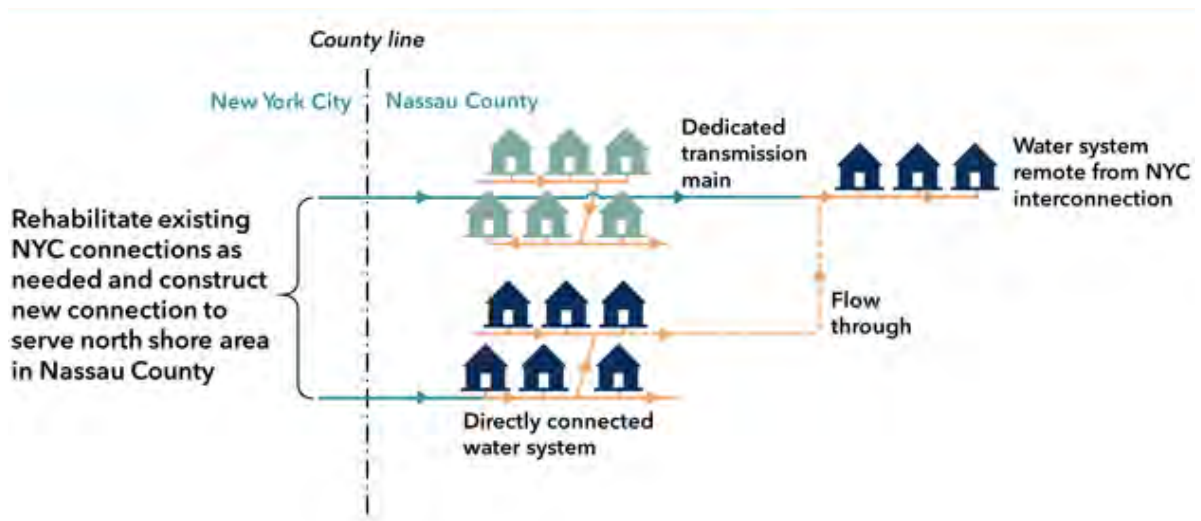 County line
New York City
Nassau County
Dedicated
transmission
main
Water system
remote from NYC
interconnection
Rehabilitate existing
NYC connections as
needed and construct
new connection to
serve north shore area
in Nassau County
Flow
through
Directly connected
water system